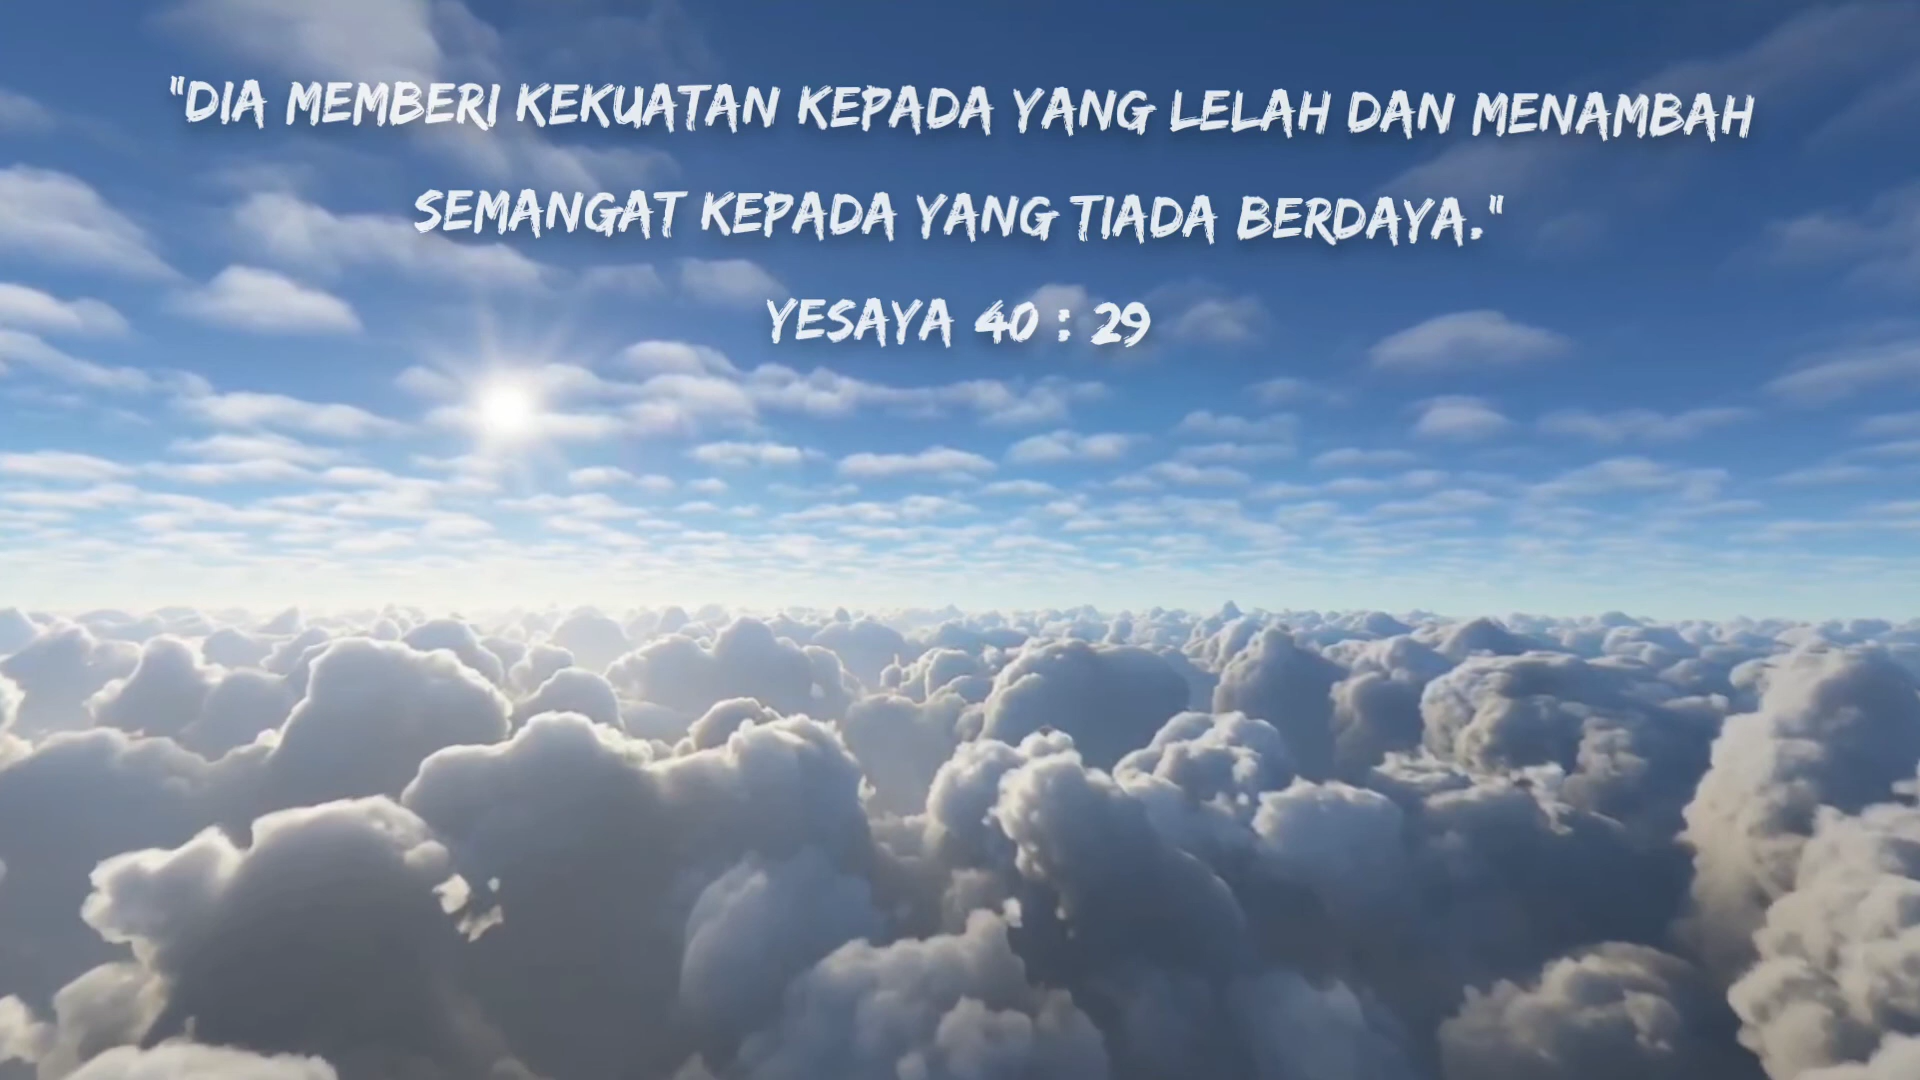 "DIA MEMBERI KEKUATAN KEPADA YANG LELAH DAN MENAMBAH
SEMANGAT KEPADA YANG TIADA BERDAYA."
YESAYA 40 : 29